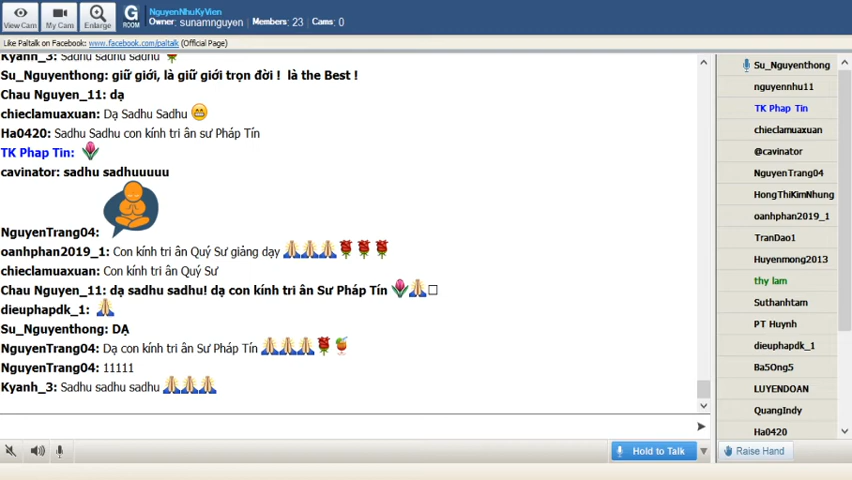 View Cam
My Cam
Enlarge
G
ROOM
NguyenNhuKyVien
Owner: sunamnguyen Members: 23 Cams: 0
Like Paltalk on Facebook: www.facebook.com/paltalk (Official Page)
Kyanh_3: Sadhu sadhu sadhu
Su_Nguyenthong: giữ giới, là giữ giới trọn đời ! là the Best !
Chau Nguyen_11: dạ
chieclamuaxuan: Dạ Sadhu Sadhu
Ha0420: Sadhu Sadhu con kính tri ân sư Pháp Tín
TK Phap Tin:
cavinator: sadhu sadhuuuuu
NguyenTrang04:
oanhphan2019_1: Con kính tri ân Quý Sư giảng dạy
chieclamuaxuan: Con kính tri ân Quý Sư
Chau Nguyen_11: dạ sadhu sadhu! dạ con kính tri ân Sư Pháp Tín
dieuphapdk_1:
Su_Nguyenthong: DẠ
NguyenTrang04: Dạ con kính tri ân Sư Pháp Tín
NguyenTrang04: 11111
Kyanh_3: Sadhu sadhu sadhu
Hold to Talk
Su_Nguyenthong
nguyennhu11
TK Phap Tin
chieclamuaxuan
@cavinator
NguyenTrang04
HongThiKimNhung
oanhphan2019_1
TranDao1
Huyenmong2013
thy lam
Suthanhtam
PT Huynh
dieuphapdk_1
Ba5Ong5
LUYENDOAN
QuangIndy
Ha0420
Raise Hand